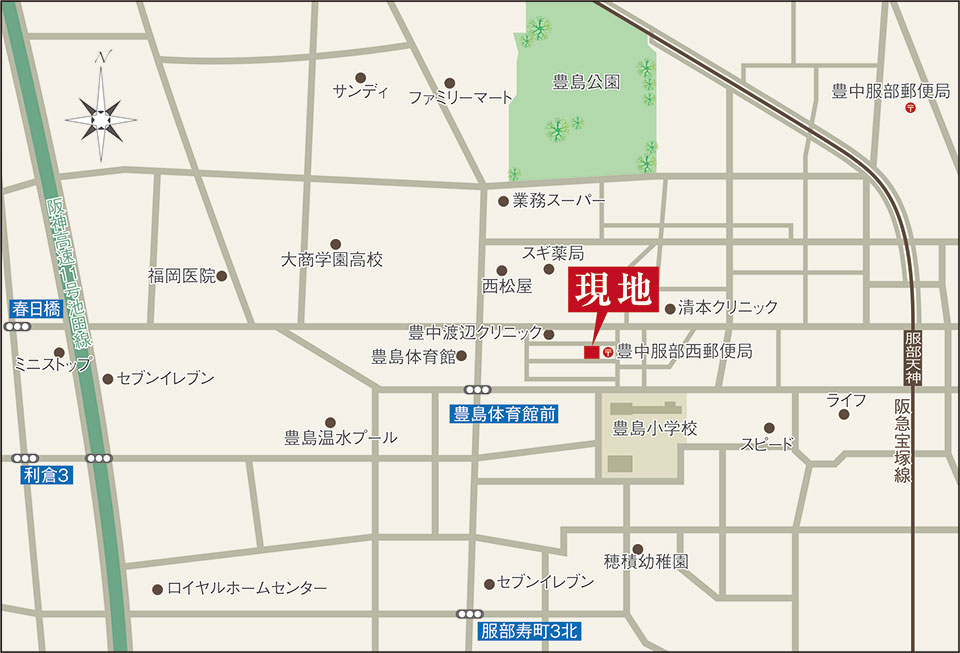 N
サンディ
ファミリーマート
豊島公園
豊中服部郵便局
業務スーパー
阪神高速11号池田線
大商学園高校
福岡医院
スギ薬局
西松屋
現地
清本クリニック
春日橋
豊中渡辺クリニック
豊島体育館
豊中服部西郵便局
服部天神
ミニストップ
セブンイレブン
豊島体育館前
ライフ
阪急宝塚線
豊島温水プール
豊島小学校
スピード
利倉3
穂積幼稚園
ロイヤルホームセンター
セブンイレブン
服部寿町3北